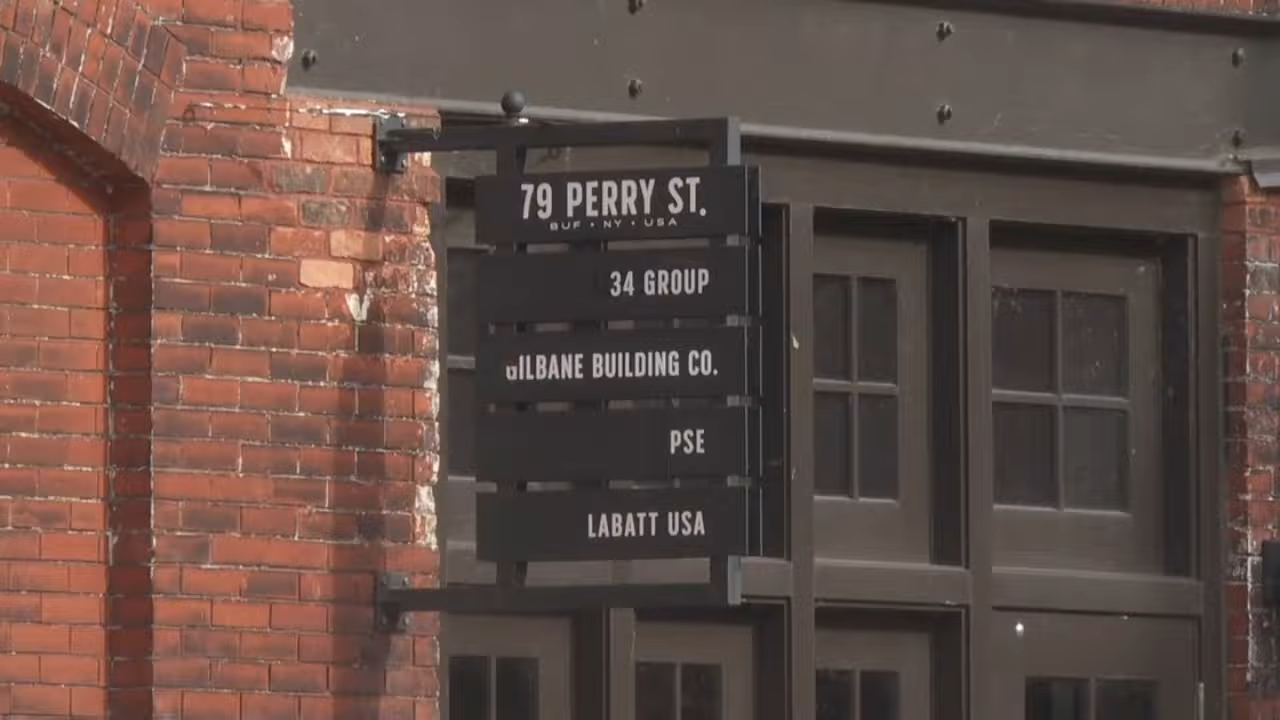 79 PERRY ST.
BUF • NY • USA
34 GROUP
GILBANE BUILDING CO.
PSE
LABATT USA